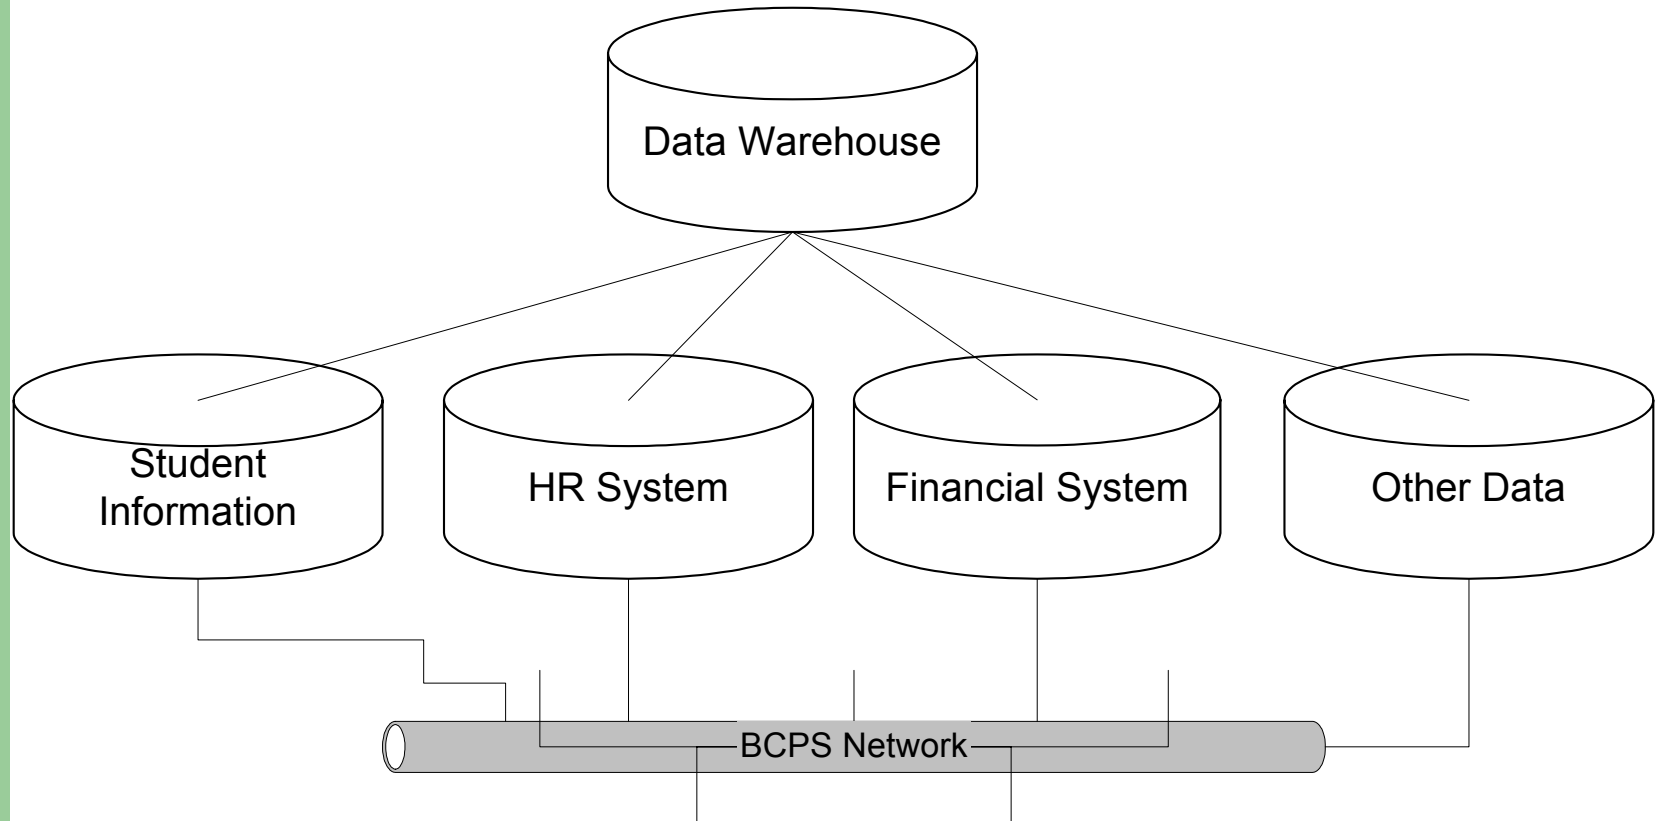 Data Warehouse
Student
Information
HR System
Financial System
Other Data
BCPS Network